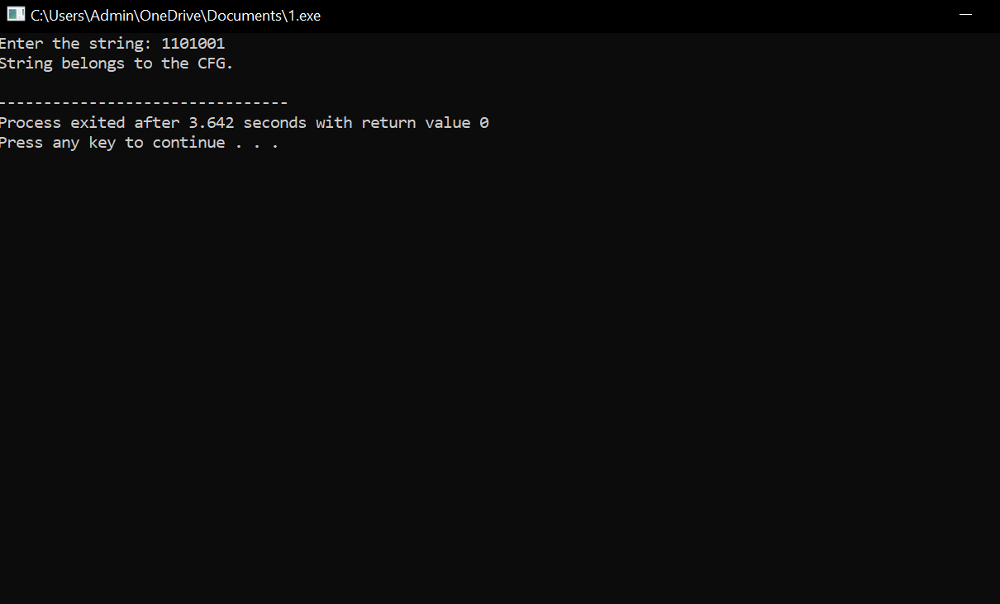 C:\Users\Admin\OneDrive\Documents\1.exe
Enter the string: 1101001
String belongs to the CFG.
--------------------------------
Process exited after 3.642 seconds with return value 0
Press any key to continue . . .